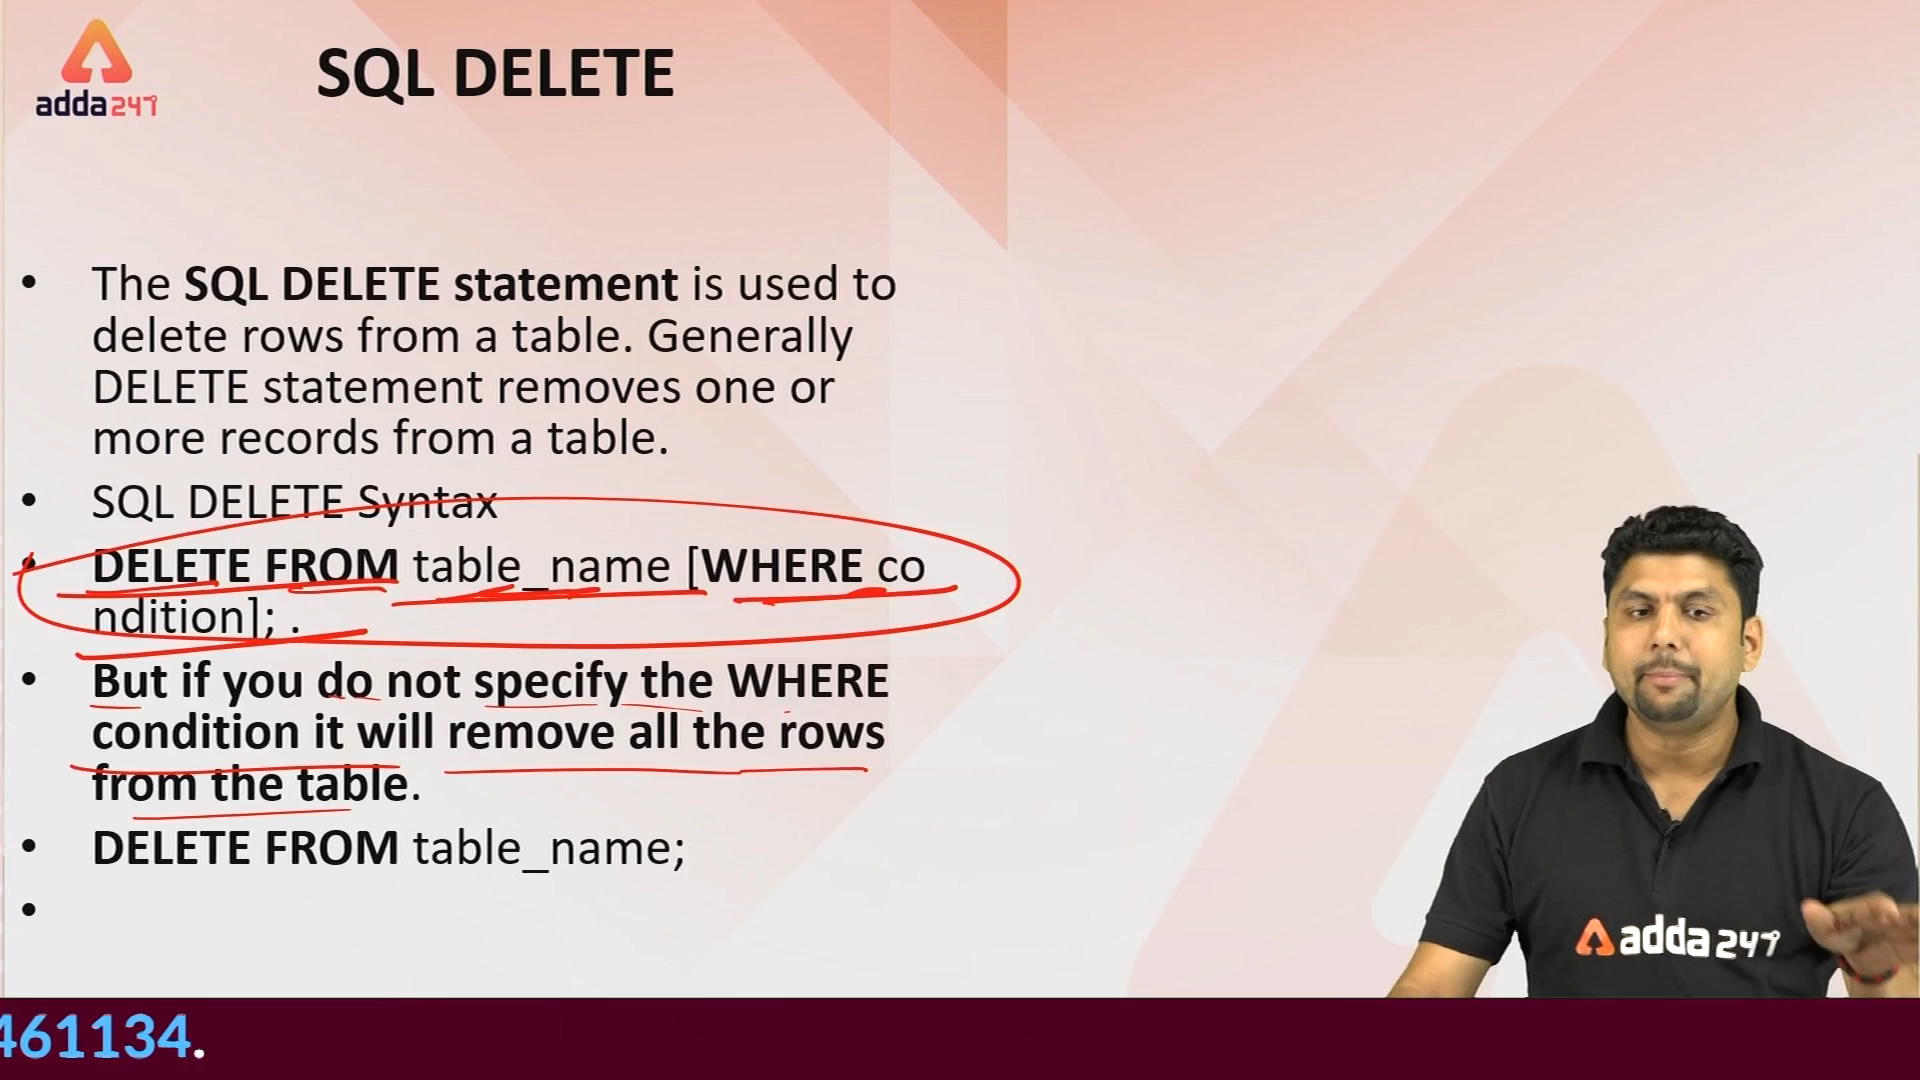 adda247
SQL DELETE
• The SQL DELETE statement is used to
delete rows from a table. Generally
DELETE statement removes one or
more records from a table.
• SQL DELETE Syntax
• DELETE FROM table_name [WHERE co
ndition]; .
• But if you do not specify the WHERE
condition it will remove all the rows
from the table.
• DELETE FROM table_name;
•
adda247
461134.